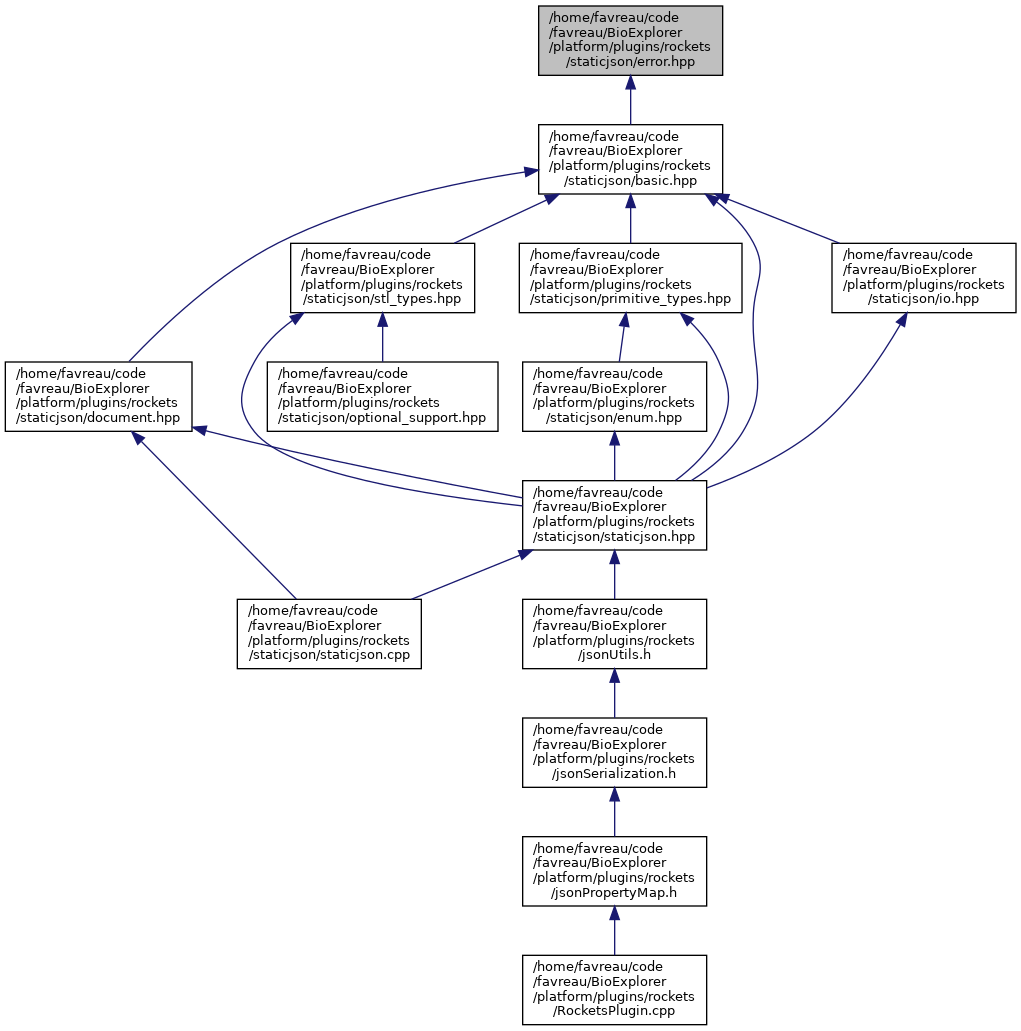 /home/favreau/code
/favreau/BioExplorer
/platform/plugins/rockets
/staticjson/error.hpp
/home/favreau/code
/favreau/BioExplorer
/platform/plugins/rockets
/staticjson/basic.hpp
/home/favreau/code
/favreau/BioExplorer
/platform/plugins/rockets
/staticjson/stl_types.hpp
/home/favreau/code
/favreau/BioExplorer
/platform/plugins/rockets
/staticjson/primitive_types.hpp
/home/favreau/code
/favreau/BioExplorer
/platform/plugins/rockets
/staticjson/io.hpp
/home/favreau/code
/favreau/BioExplorer
/platform/plugins/rockets
/staticjson/document.hpp
/home/favreau/code
/favreau/BioExplorer
/platform/plugins/rockets
/staticjson/optional_support.hpp
/home/favreau/code
/favreau/BioExplorer
/platform/plugins/rockets
/staticjson/enum.hpp
/home/favreau/code
/favreau/BioExplorer
/platform/plugins/rockets
/staticjson/staticjson.hpp
/home/favreau/code
/favreau/BioExplorer
/platform/plugins/rockets
/staticjson/staticjson.cpp
/home/favreau/code
/favreau/BioExplorer
/platform/plugins/rockets
/jsonUtils.h
/home/favreau/code
/favreau/BioExplorer
/platform/plugins/rockets
/jsonSerialization.h
/home/favreau/code
/favreau/BioExplorer
/platform/plugins/rockets
/jsonPropertyMap.h
/home/favreau/code
/favreau/BioExplorer
/platform/plugins/rockets
/RocketsPlugin.cpp